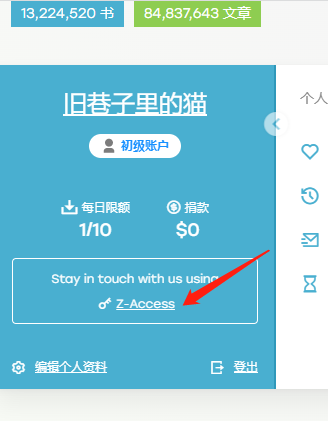 13,224,520 书 84,837,643 文章
旧巷子里的猫
初级账户
每日限额 捐款
1/10 $0
Stay in touch with us using
Z-Access
编辑个人资料 登出
个人